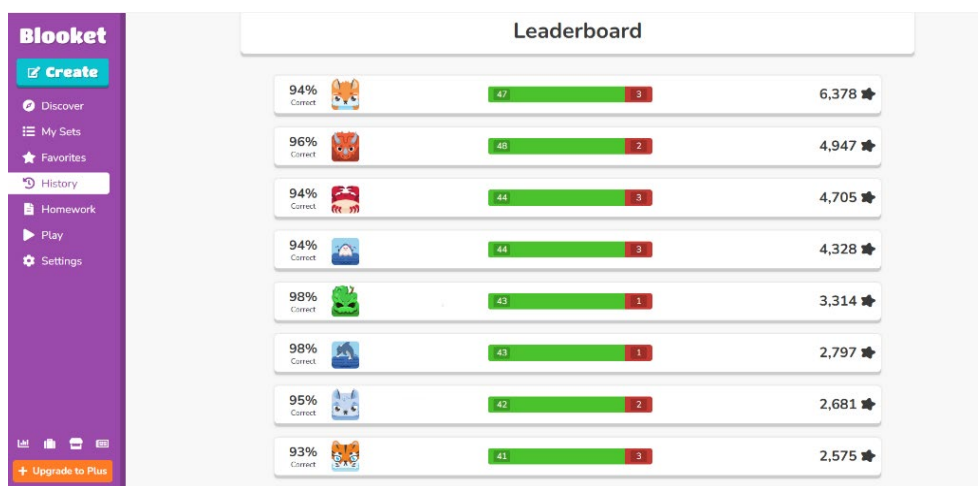 Blooket
Create
Discover
My Sets
Favorites
History
Homework
Play
Settings
Upgrade to Plus
Leaderboard
94% 47 3 6,378
Correct
96% 48 2 4,947
Correct
94% 44 3 4,705
Correct
94% 44 3 4,328
Correct
98% 43 1 3,314
Correct
98% 43 1 2,797
Correct
95% 42 2 2,681
Correct
93% 41 3 2,575
Correct